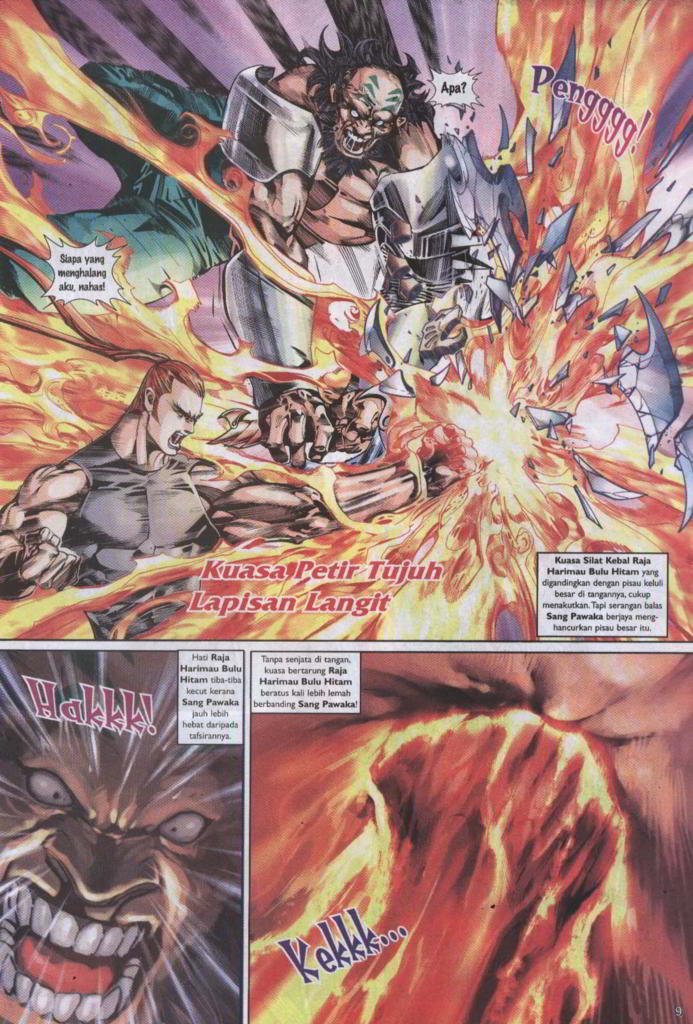 Apa?
Pengggg!
Siapa yang
menghalang
aku, nahas!
Kuasa Petir Tujuh
Lapisan Langit
Kuasa Silat Kebal Raja
Harimau Bulu Hitam yang
digandingkan dengan pisau keluli
besar di tangannya, cukup
menakutkan. Tapi serangan balas
Sang Pawaka berjaya meng-
hancurkan pisau besar itu.
Hakkk!
Hati Raja
Harimau Bulu
Hitam tiba-tiba
kecut kerana
Sang Pawaka
jauh lebih
hebat daripada
tafsirannya.
Tanpa senjata di tangan,
kuasa bertarung Raja
Harimau Bulu Hitam
beratus kali lebih lemah
berbanding Sang Pawaka!
Kekkk...
9